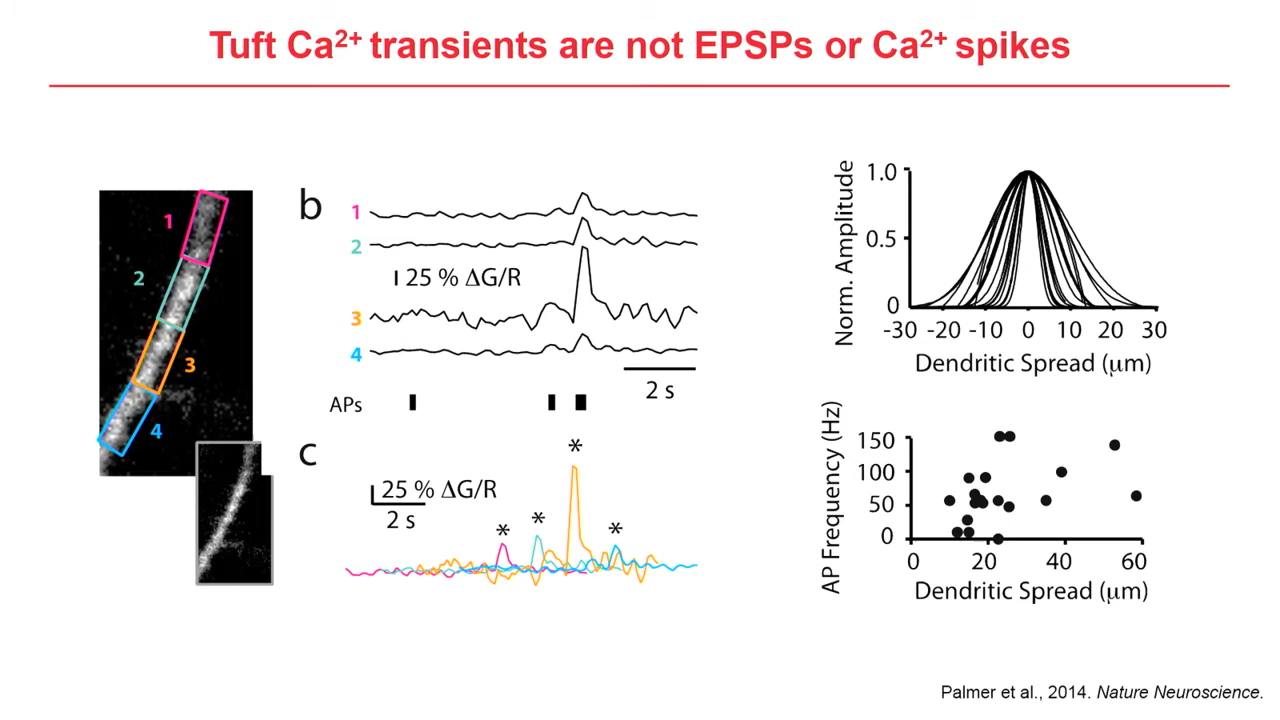 Tuft Ca2+ transients are not EPSPs or Ca2+ spikes
1
2
3
4
b
1
2
25 % ΔG/R
3
4
2 s
APs
c
*
25 % ΔG/R
2 s
* * *
Norm. Amplitude
1.0
0.5
0
-30 -20 -10 0 10 20 30
Dendritic Spread (µm)
AP Frequency (Hz)
150
100
50
0
0 20 40 60
Dendritic Spread (µm)
Palmer et al., 2014. Nature Neuroscience.